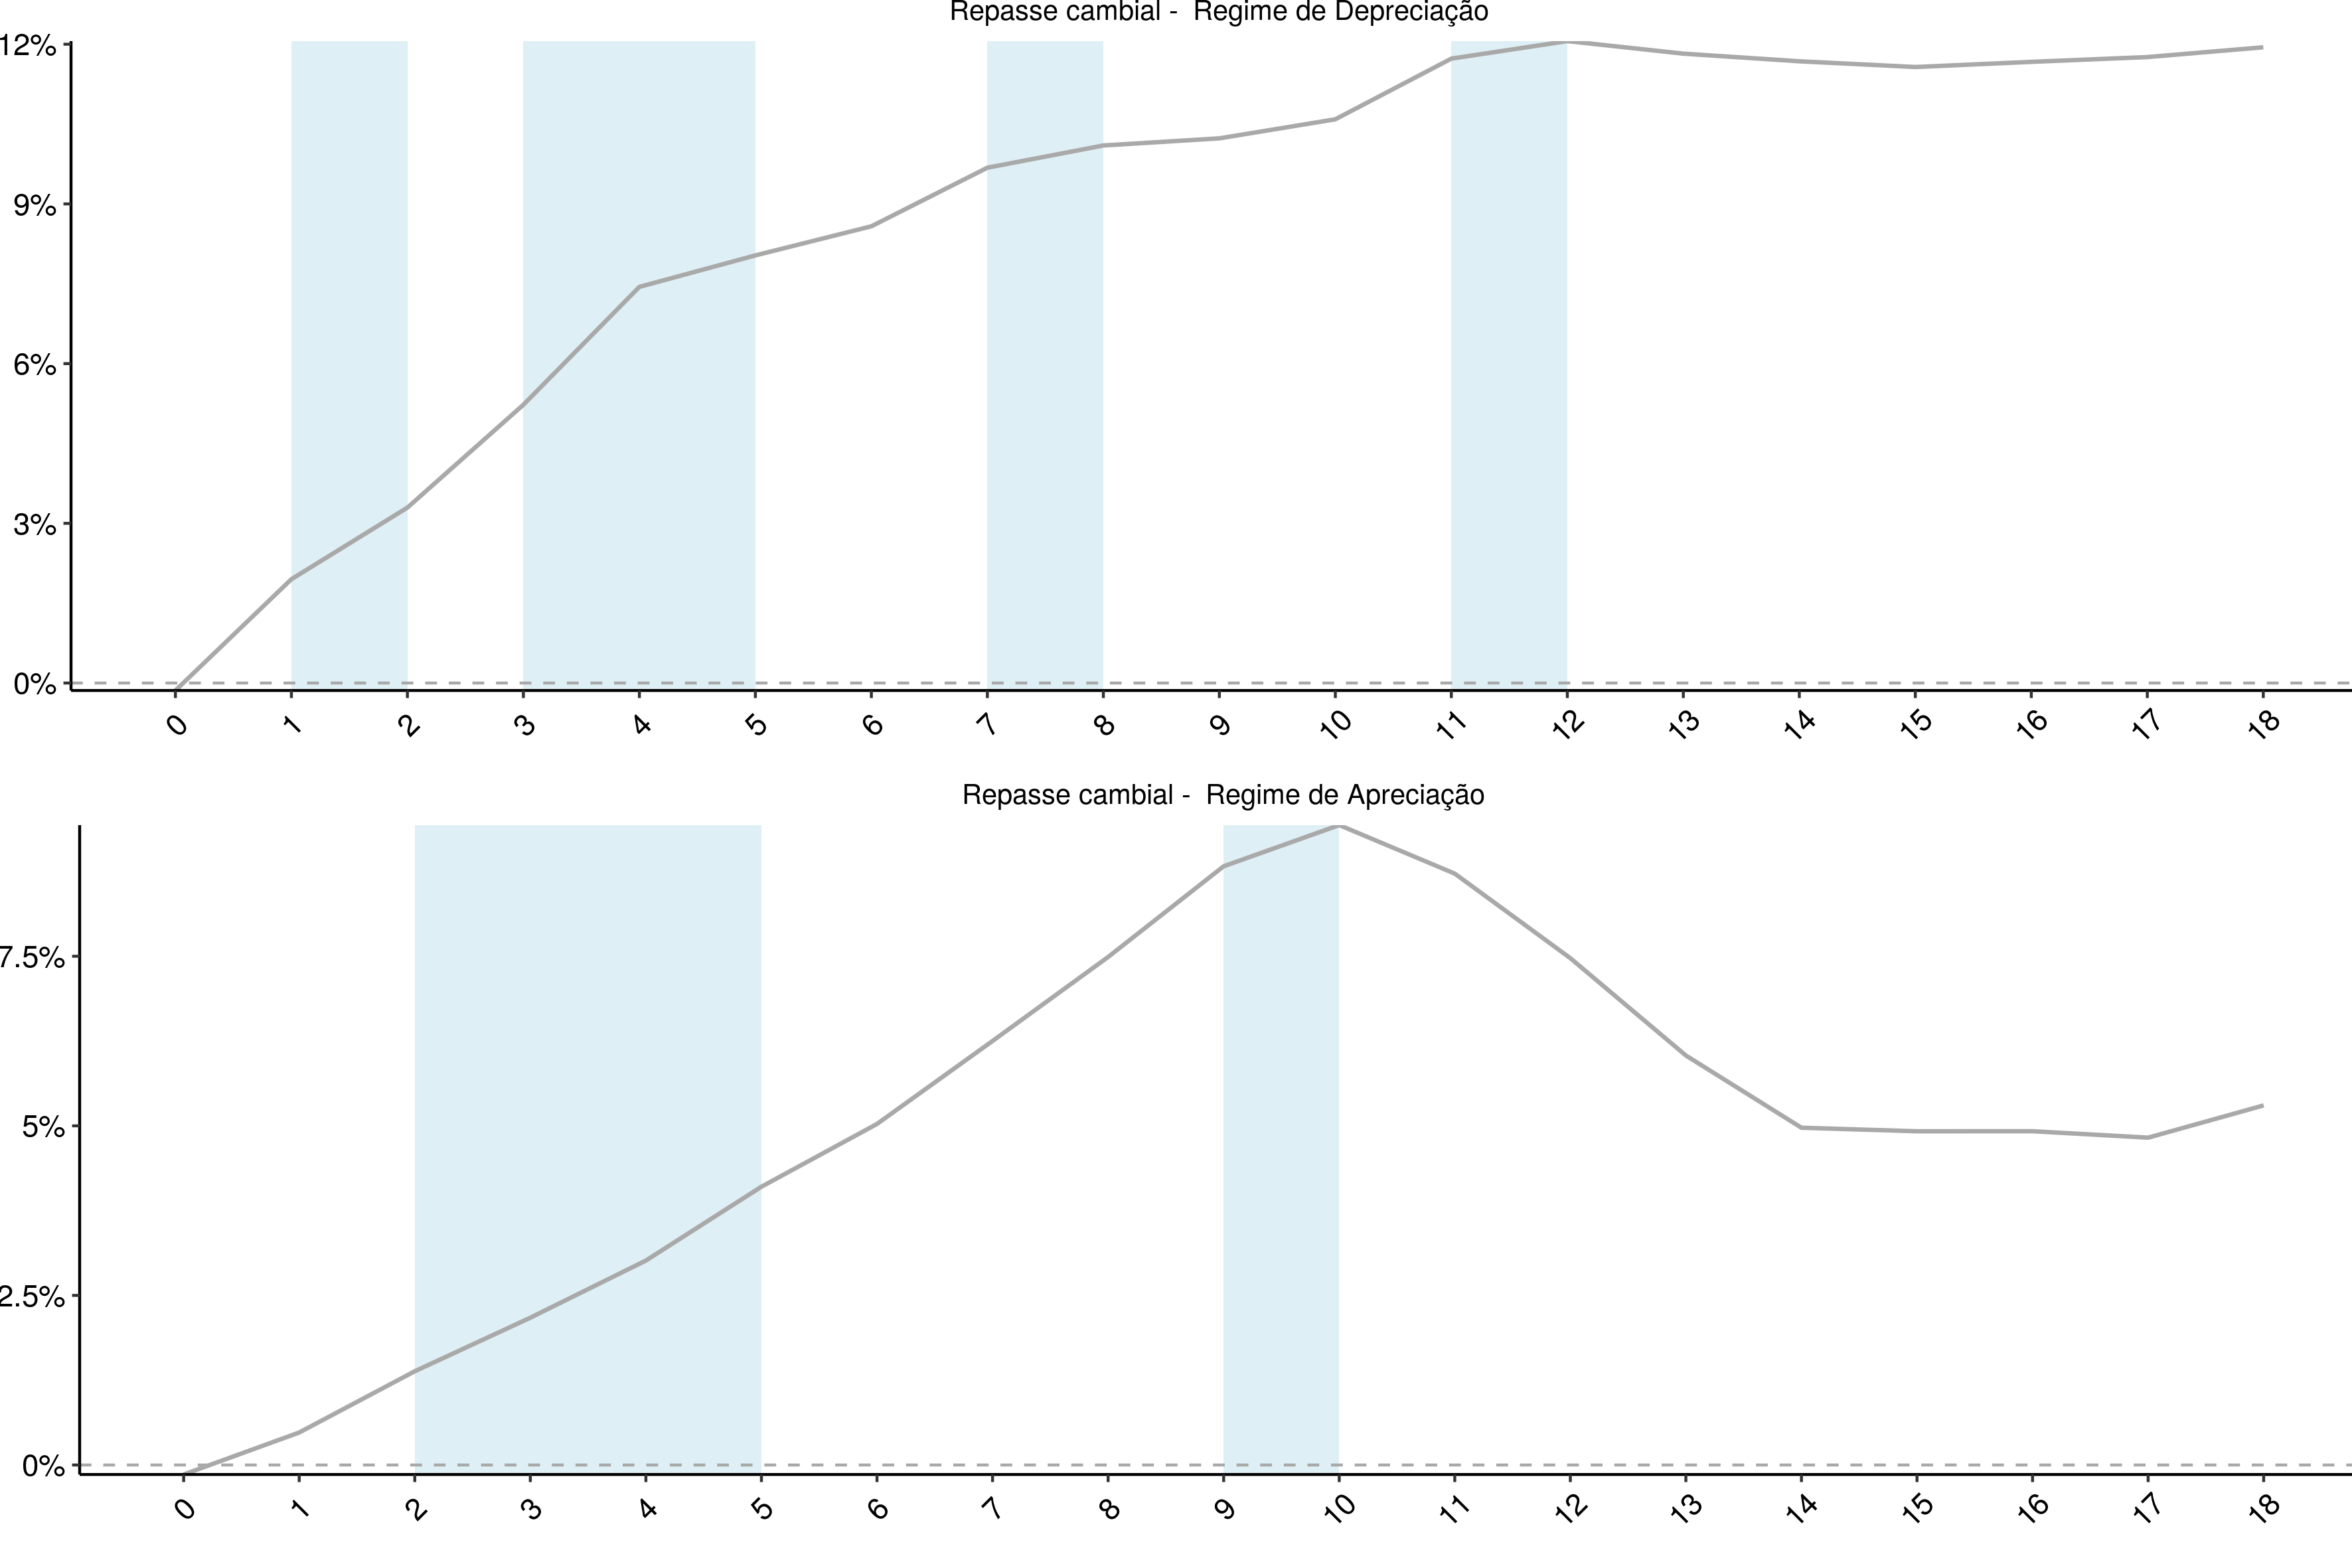 Repasse cambial - Regime de Depreciação
12%
9%
6%
3%
0%
0 1 2 3 4 5 6 7 8 9 10 11 12 13 14 15 16 17 18
Repasse cambial - Regime de Apreciação
7.5%
5%
2.5%
0%
0 1 2 3 4 5 6 7 8 9 10 11 12 13 14 15 16 17 18